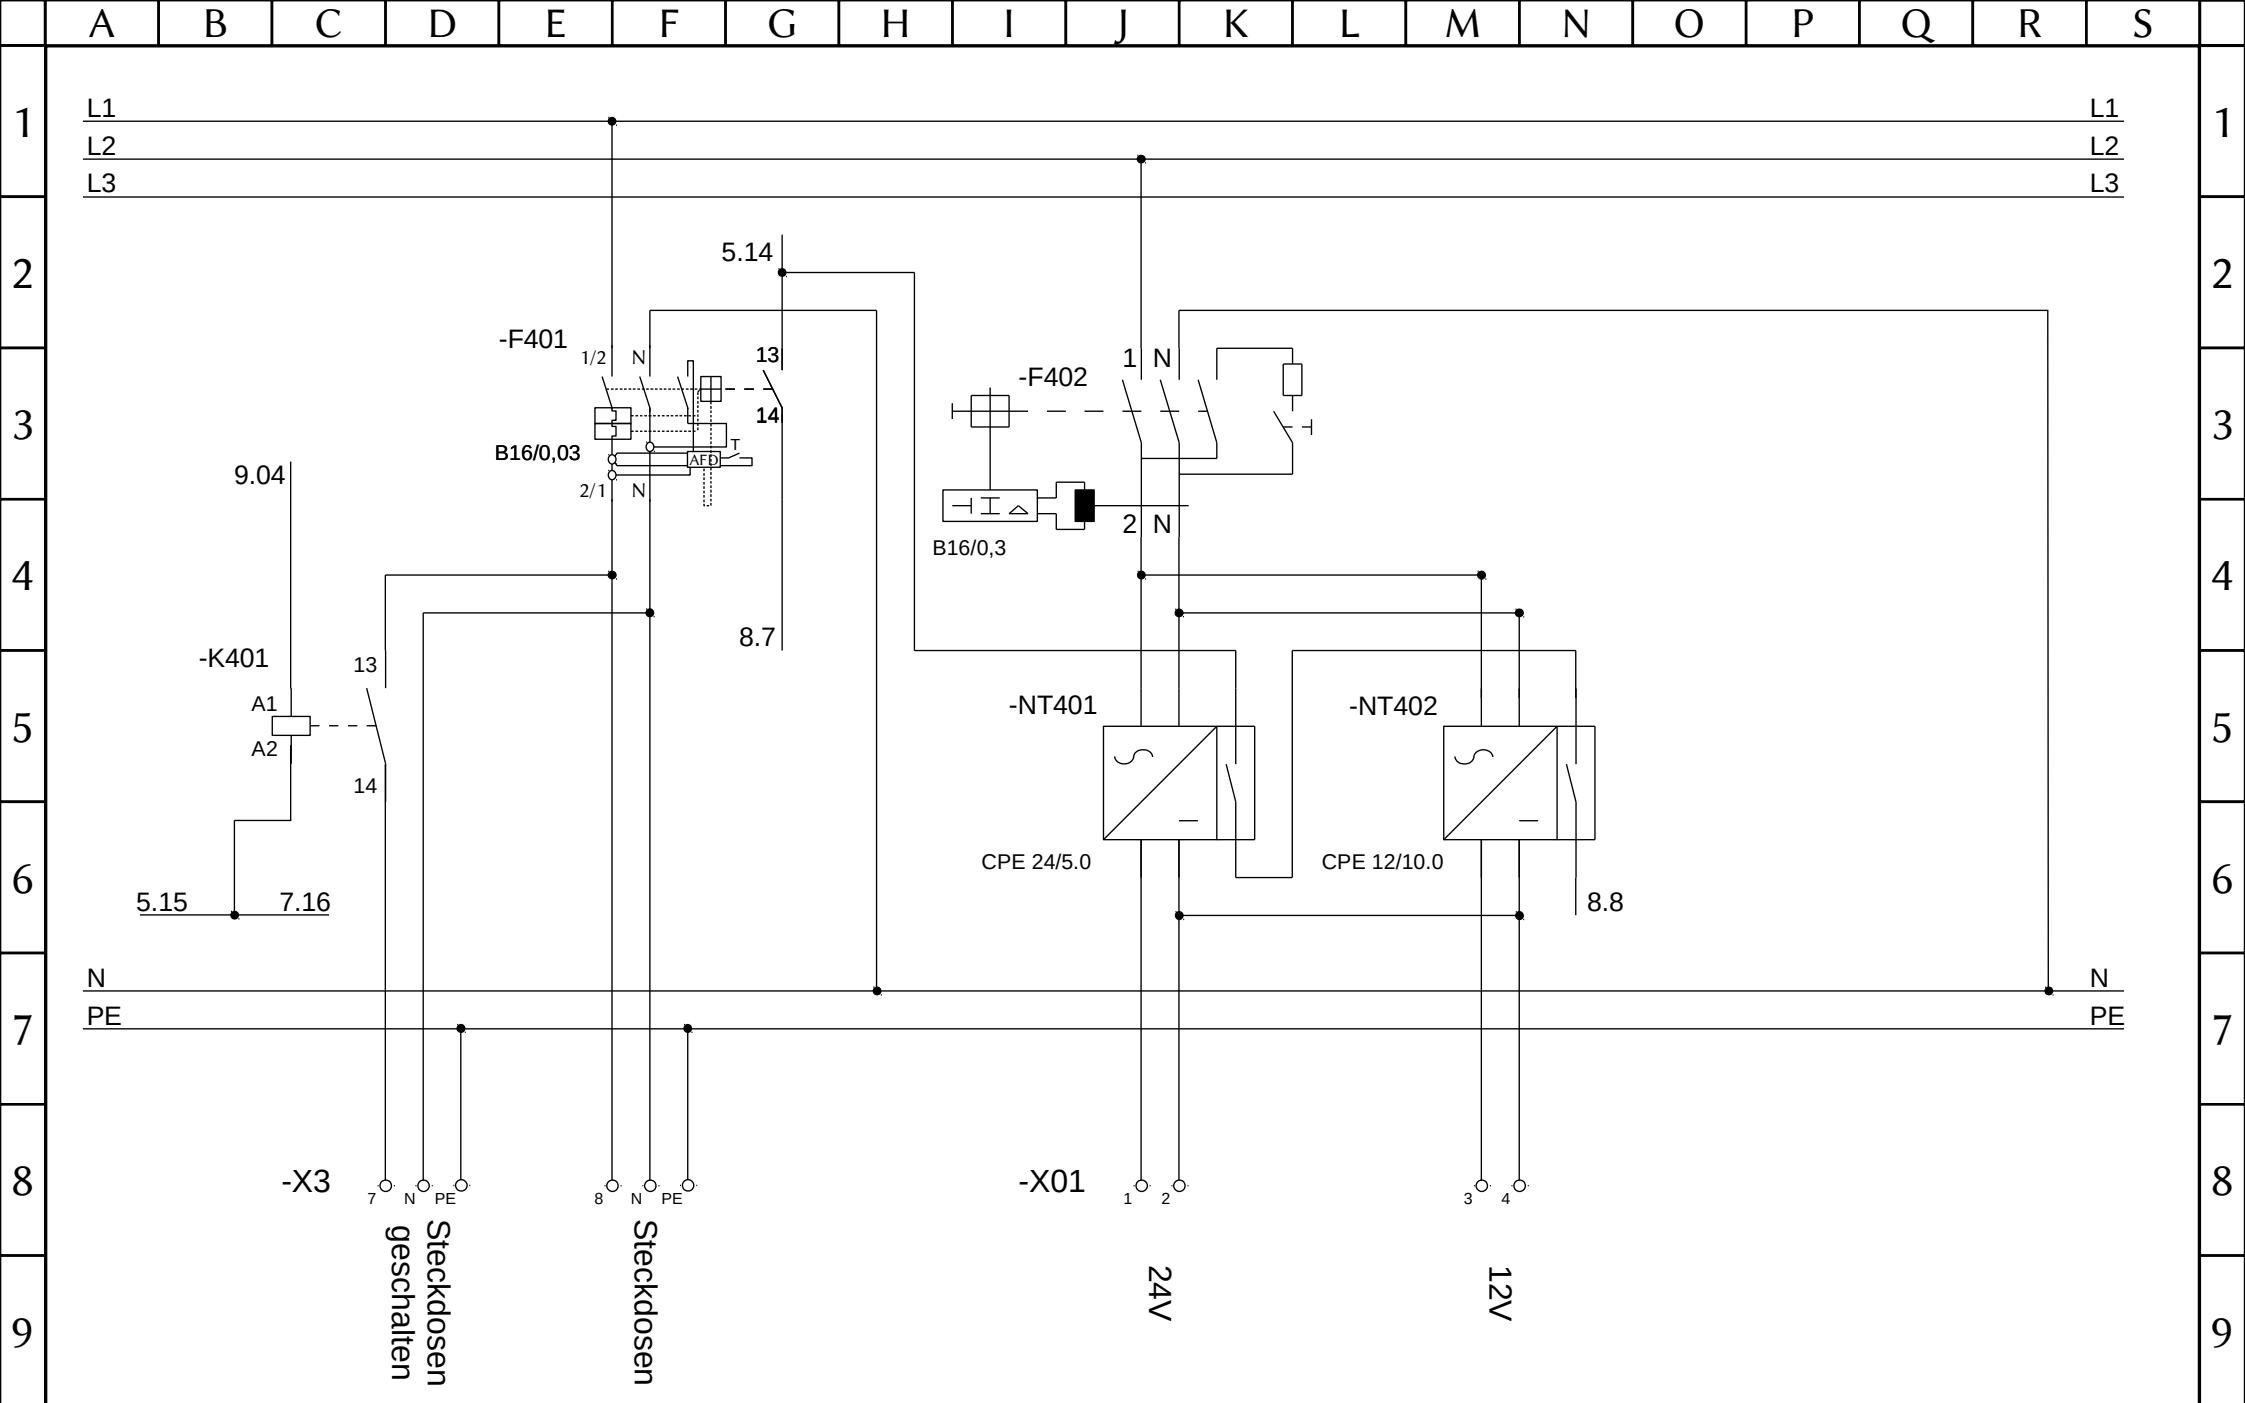 A B C D E F G H I J K L M N O P Q R S
1 1
L1 L1
L2 L2
L3 L3
2 2
5.14
-F401
1/2 N 13
1 N
-F402
3 3
14
B16/0,03
T
AFD
9.04
2/1 N
2 N
B16/0,3
4 4
8.7
-K401
13
A1
-NT401 -NT402
5 5
A2
14
CPE 24/5.0 CPE 12/10.0
6 6
5.15 7.16 8.8
N N
PE PE
7 7
-X3 -X01
8 8
7 N PE 8 N PE 1 2 3 4
Steckdosen
geschalten
Steckdosen
24V
12V
9 9